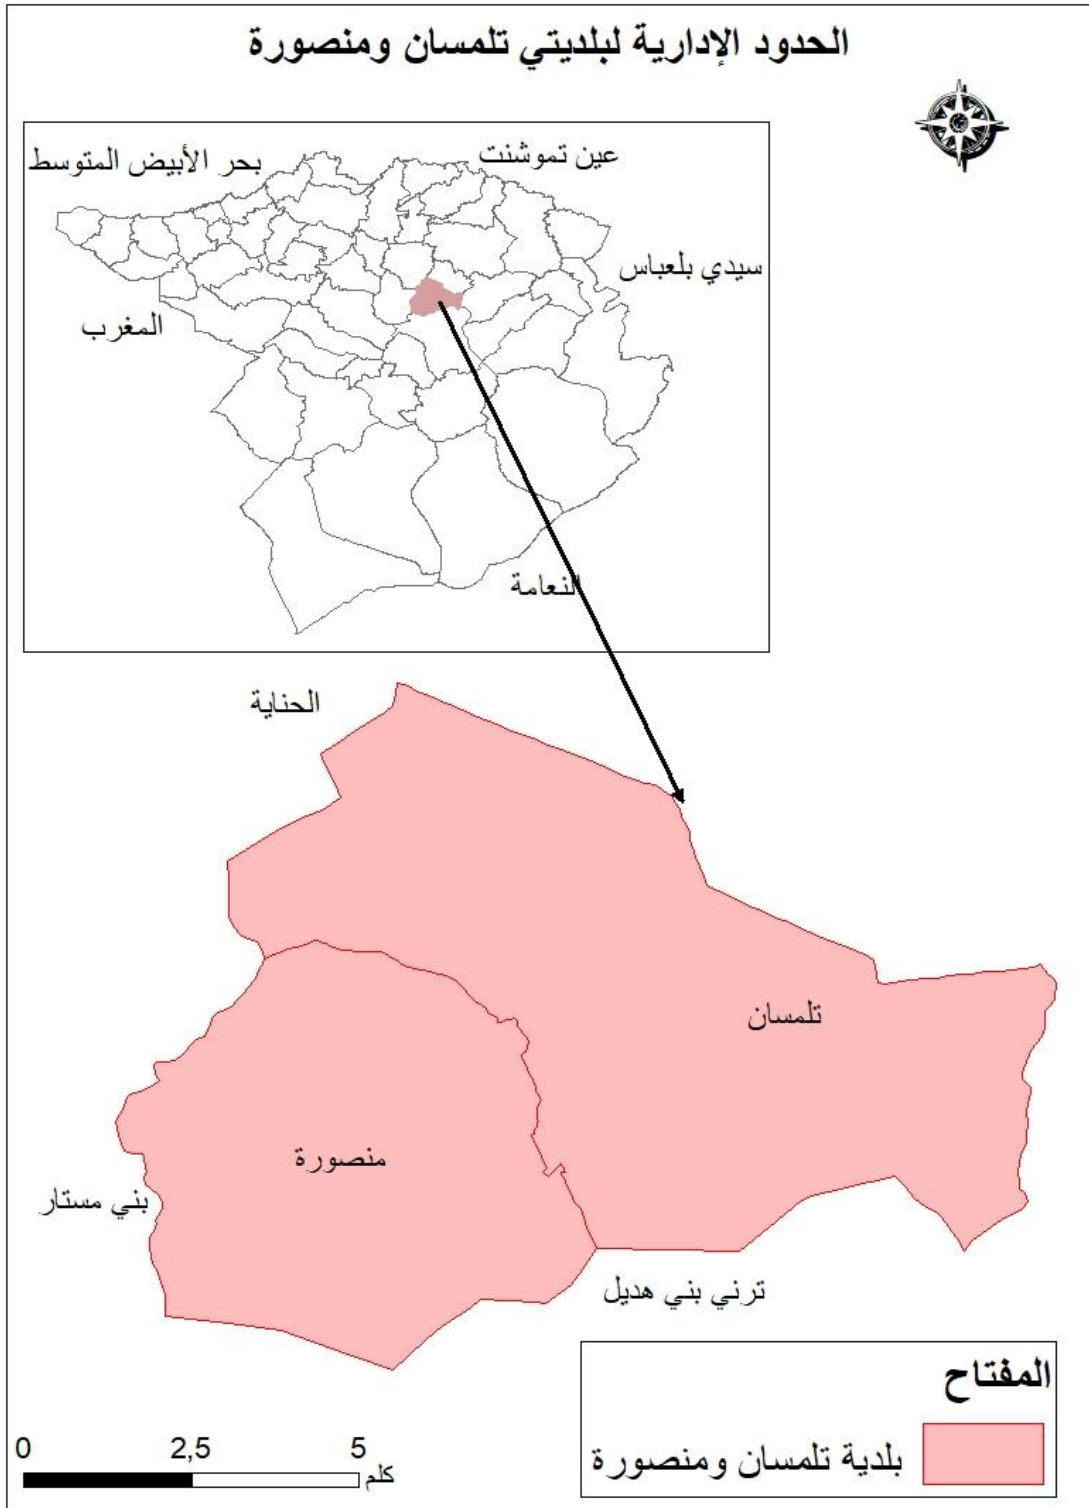 الحدود الإدارية لبلديتي تلمسان ومنصورة
بحر الأبيض المتوسط
عين تموشنت
سيدي بلعباس
المغرب
النعامة
الحناية
تلمسان
منصورة
بني مستار
ترني بني هديل
المفتاح
بلدية تلمسان ومنصورة
0 2,5 5
كلم